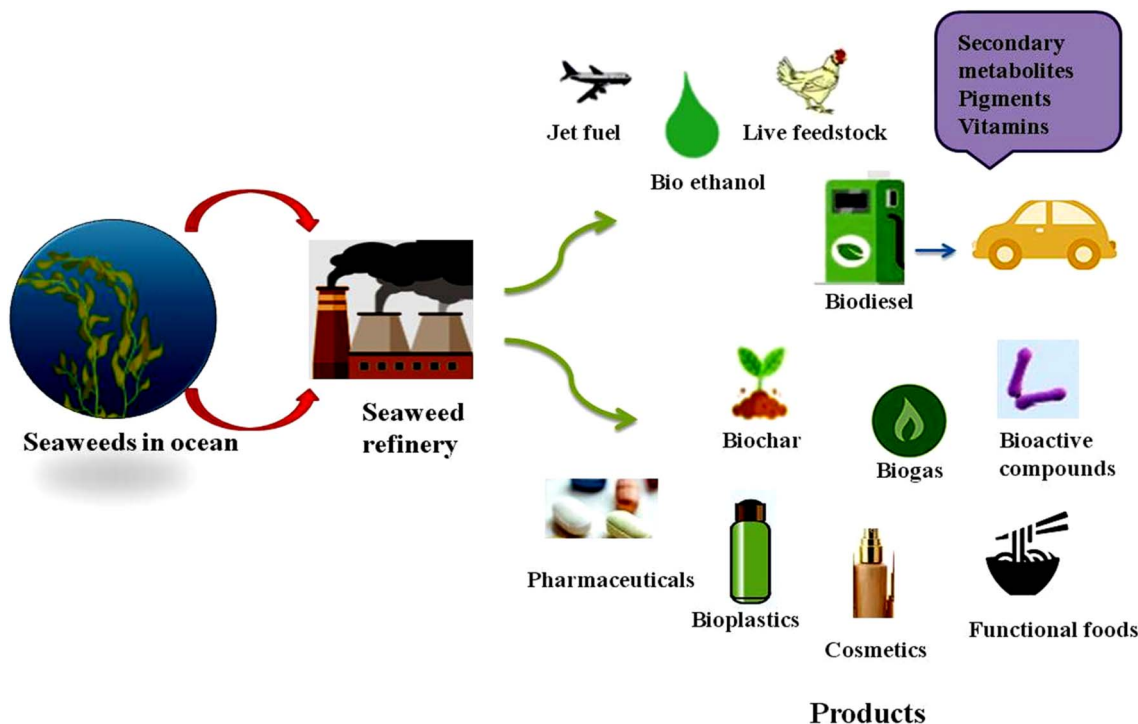 Secondary
metabolites
Pigments
Vitamins
Jet fuel
Live feedstock
Bio ethanol
Biodiesel
Seaweeds in ocean
Seaweed
refinery
Biochar
Biogas
Bioactive
compounds
Pharmaceuticals
Bioplastics
Cosmetics
Functional foods
Products